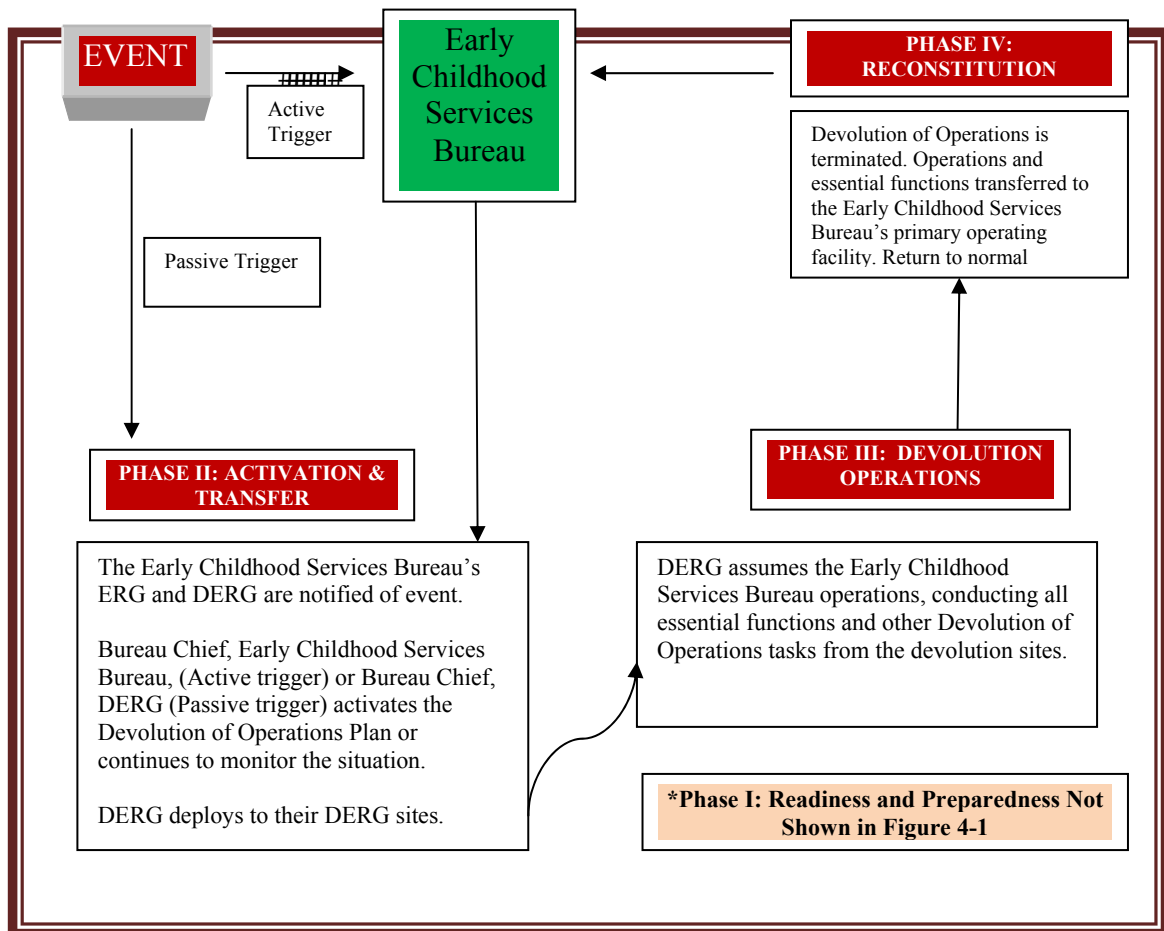 EVENT
Active
Trigger
Early
Childhood
Services
Bureau
PHASE IV:
RECONSTITUTION
Devolution of Operations is
terminated. Operations and
essential functions transferred to
the Early Childhood Services
Bureau’s primary operating
facility. Return to normal
Passive Trigger
PHASE II: ACTIVATION &
TRANSFER
The Early Childhood Services Bureau’s
ERG and DERG are notified of event.
Bureau Chief, Early Childhood Services
Bureau, (Active trigger) or Bureau Chief,
DERG (Passive trigger) activates the
Devolution of Operations Plan or
continues to monitor the situation.
DERG deploys to their DERG sites.
PHASE III: DEVOLUTION
OPERATIONS
DERG assumes the Early Childhood
Services Bureau operations, conducting all
essential functions and other Devolution of
Operations tasks from the devolution sites.
*Phase I: Readiness and Preparedness Not
Shown in Figure 4-1